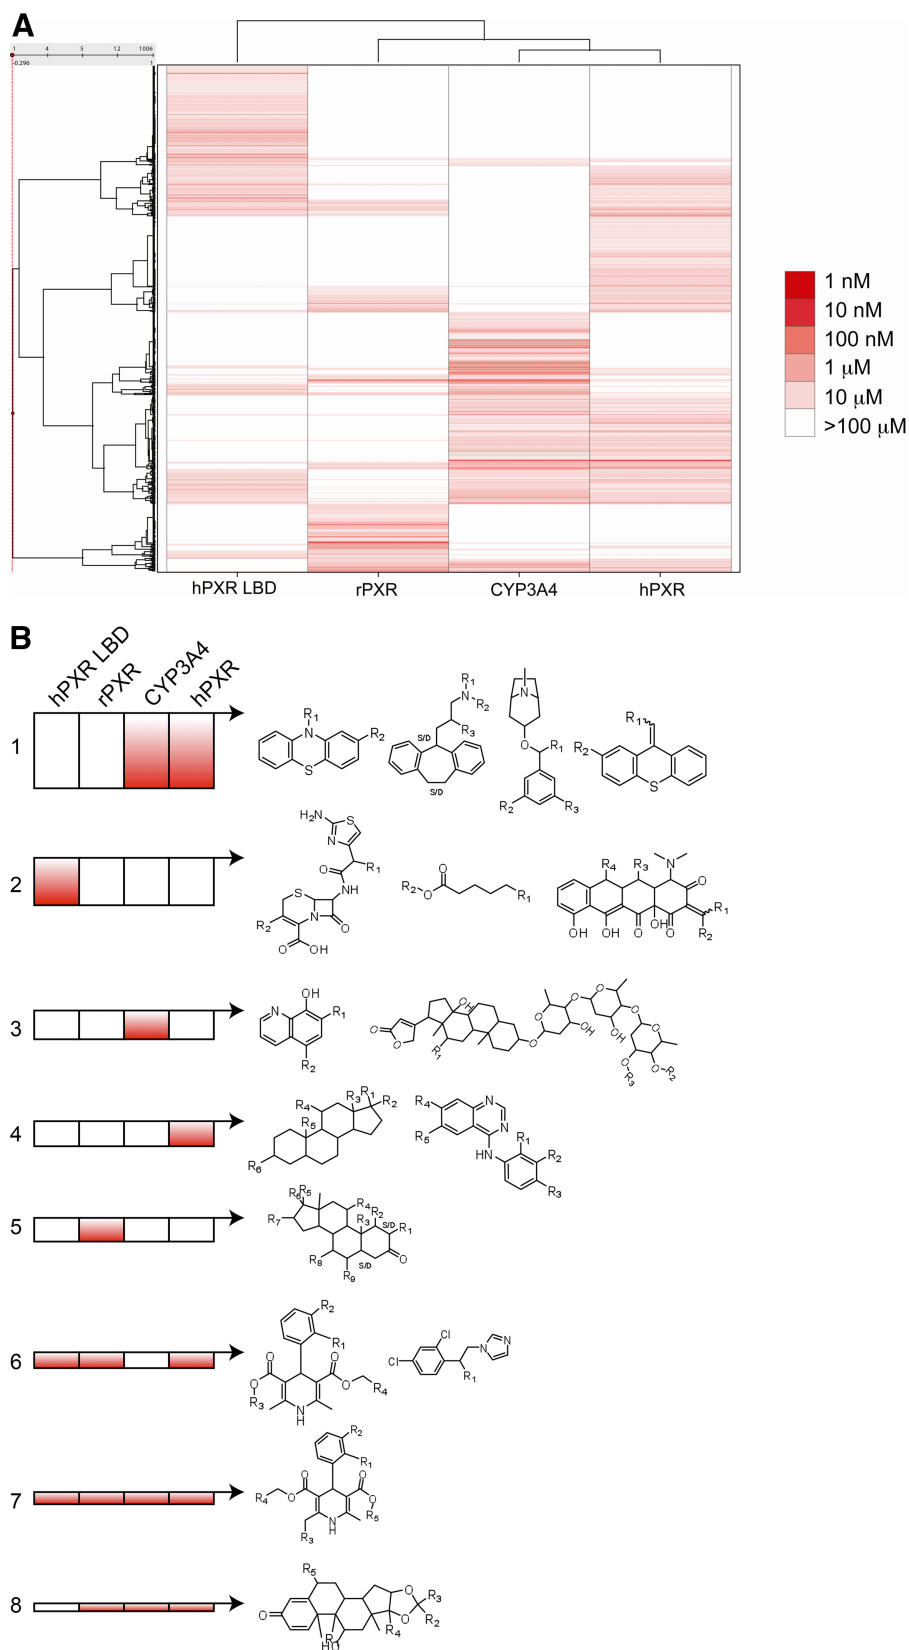 A
1 4 5 12 1006
-0.296 1
1 nM
10 nM
100 nM
1 μM
10 μM
>100 μM
hPXR LBD rPXR CYP3A4 hPXR
B
hPXR LBD rPXR CYP3A4 hPXR
1
R1 N S R2
R1 N R2 R3 S/D S/D
N O R1 R2 R3
R1 R2 S
2
H2N S N R1 O NH S N O R2 O OH
O R2 O R1
R4 R3 N O R1 R2 OH OH O OH O
3
OH N R1 R2
O O OH R1 O O OH O O OH O O O R3 O R2
4
R1 R2 R3 R4 R5 R6
R4 R5 N N HN R1 R2 R3
5
R6 R5 R4 R2 R3 S/D R1 R7 O R8 S/D R9
6
R2 R1 O O O O R3 R4 N H
Cl Cl N N R1
7
R2 R1 O O R4 O O R5 R3 N H
8
R5 O O R3 R2 O R4 R HO